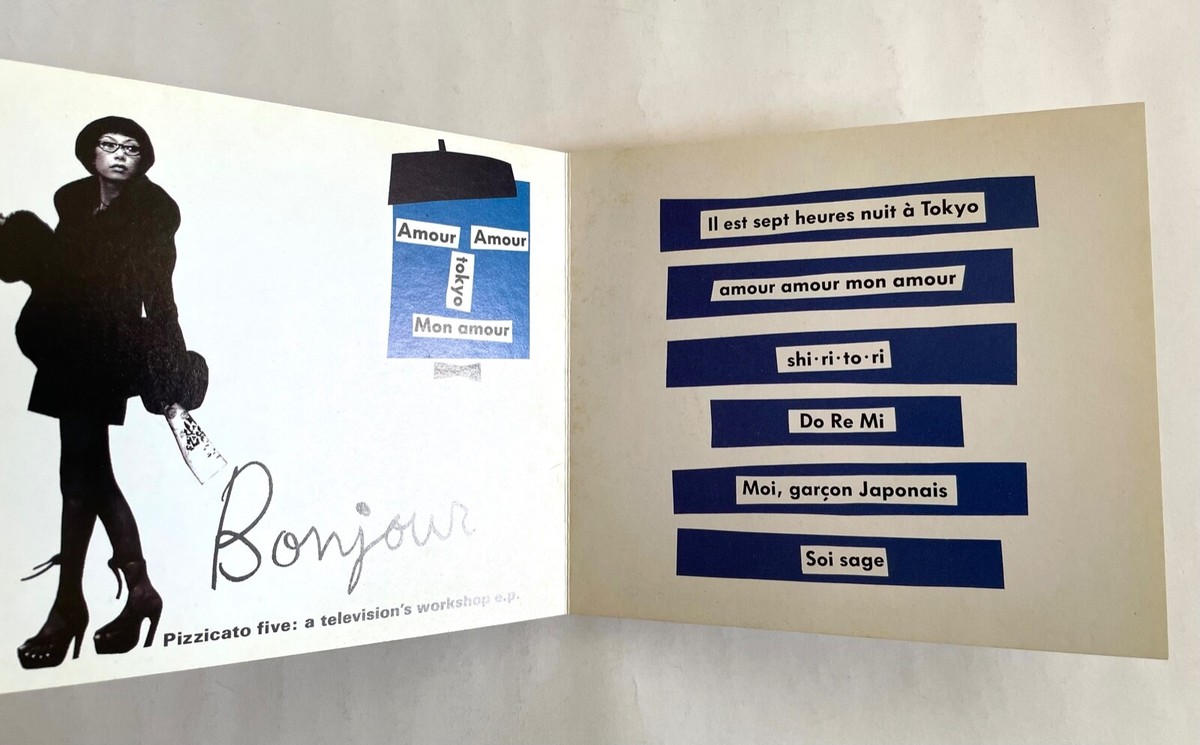 Amour Amour
tokyo
Mon amour
Bonjour
Pizzicato five: a television's workshop e.p.
Il est sept heures nuit à Tokyo
amour amour mon amour
shi·ri·to·ri
Do Re Mi
Moi, garçon Japonais
Soi sage